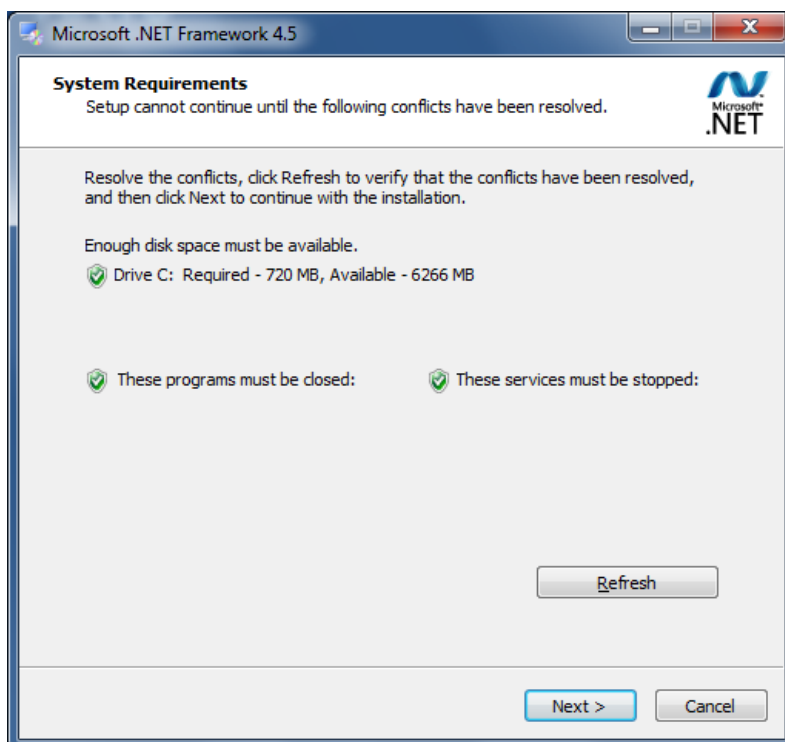 Microsoft .NET Framework 4.5
System Requirements
Setup cannot continue until the following conflicts have been resolved.
Microsoft
.NET
Resolve the conflicts, click Refresh to verify that the conflicts have been resolved,
and then click Next to continue with the installation.
Enough disk space must be available.
Drive C: Required - 720 MB, Available - 6266 MB
These programs must be closed:
These services must be stopped:
Refresh
Next >
Cancel